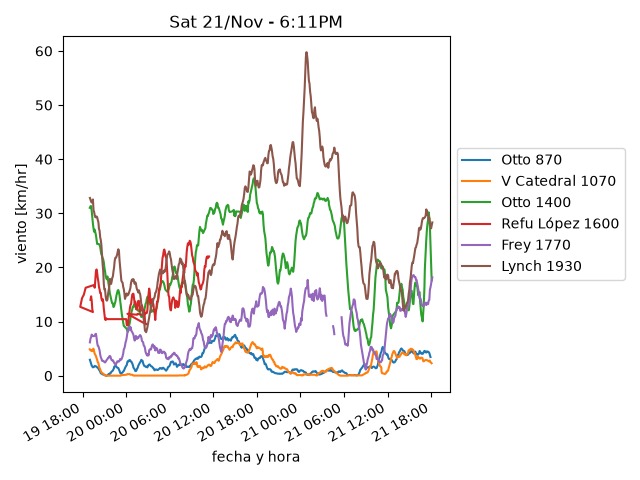 Sat 21/Nov - 6:11PM
viento [km/hr]
60
50
40
30
20
10
0
19 18:00
20 00:00
20 06:00
20 12:00
20 18:00
21 00:00
21 06:00
21 12:00
21 18:00
fecha y hora
Otto 870
V Catedral 1070
Otto 1400
Refu López 1600
Frey 1770
Lynch 1930